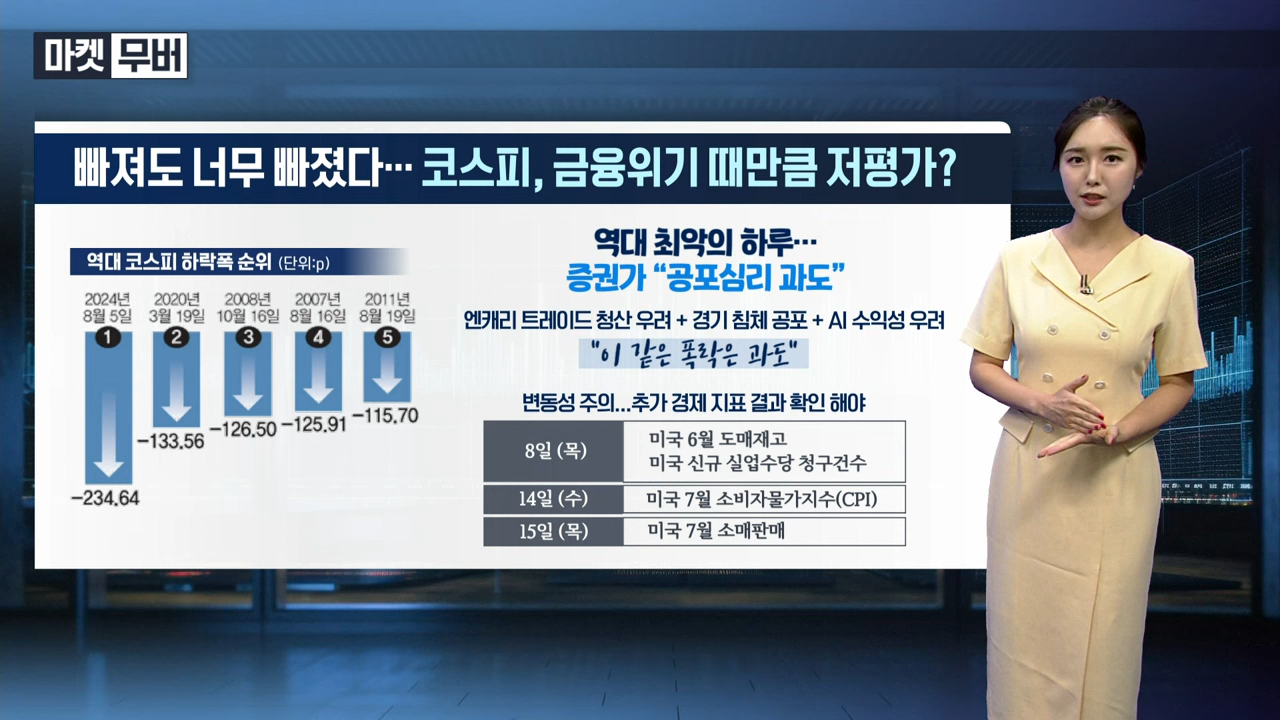 마켓 무버
빠져도 너무 빠졌다… 코스피, 금융위기 때만큼 저평가?
역대 코스피 하락폭 순위 (단위:p)
2024년 8월 5일
1
-234.64
2020년 3월 19일
2
-133.56
2008년 10월 16일
3
-126.50
2007년 8월 16일
4
-125.91
2011년 8월 19일
5
-115.70
역대 최악의 하루…
증권가 “공포심리 과도”
엔캐리 트레이드 청산 우려 + 경기 침체 공포 + AI 수익성 우려
"이 같은 폭락은 과도"
변동성 주의...추가 경제 지표 결과 확인 해야
8일 (목)
미국 6월 도매재고
미국 신규 실업수당 청구건수
14일 (수)
미국 7월 소비자물가지수(CPI)
15일 (목)
미국 7월 소매판매